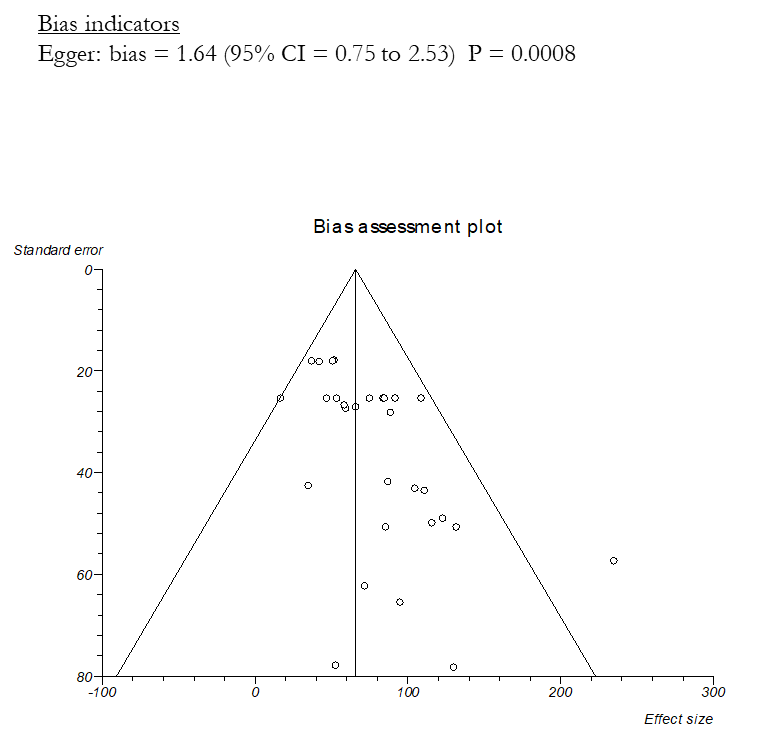 Bias indicators
Egger: bias = 1.64 (95% CI = 0.75 to 2.53) P = 0.0008
Bias assessment plot
Standard error
0
20
40
60
80
-100 0 100 200 300
Effect size